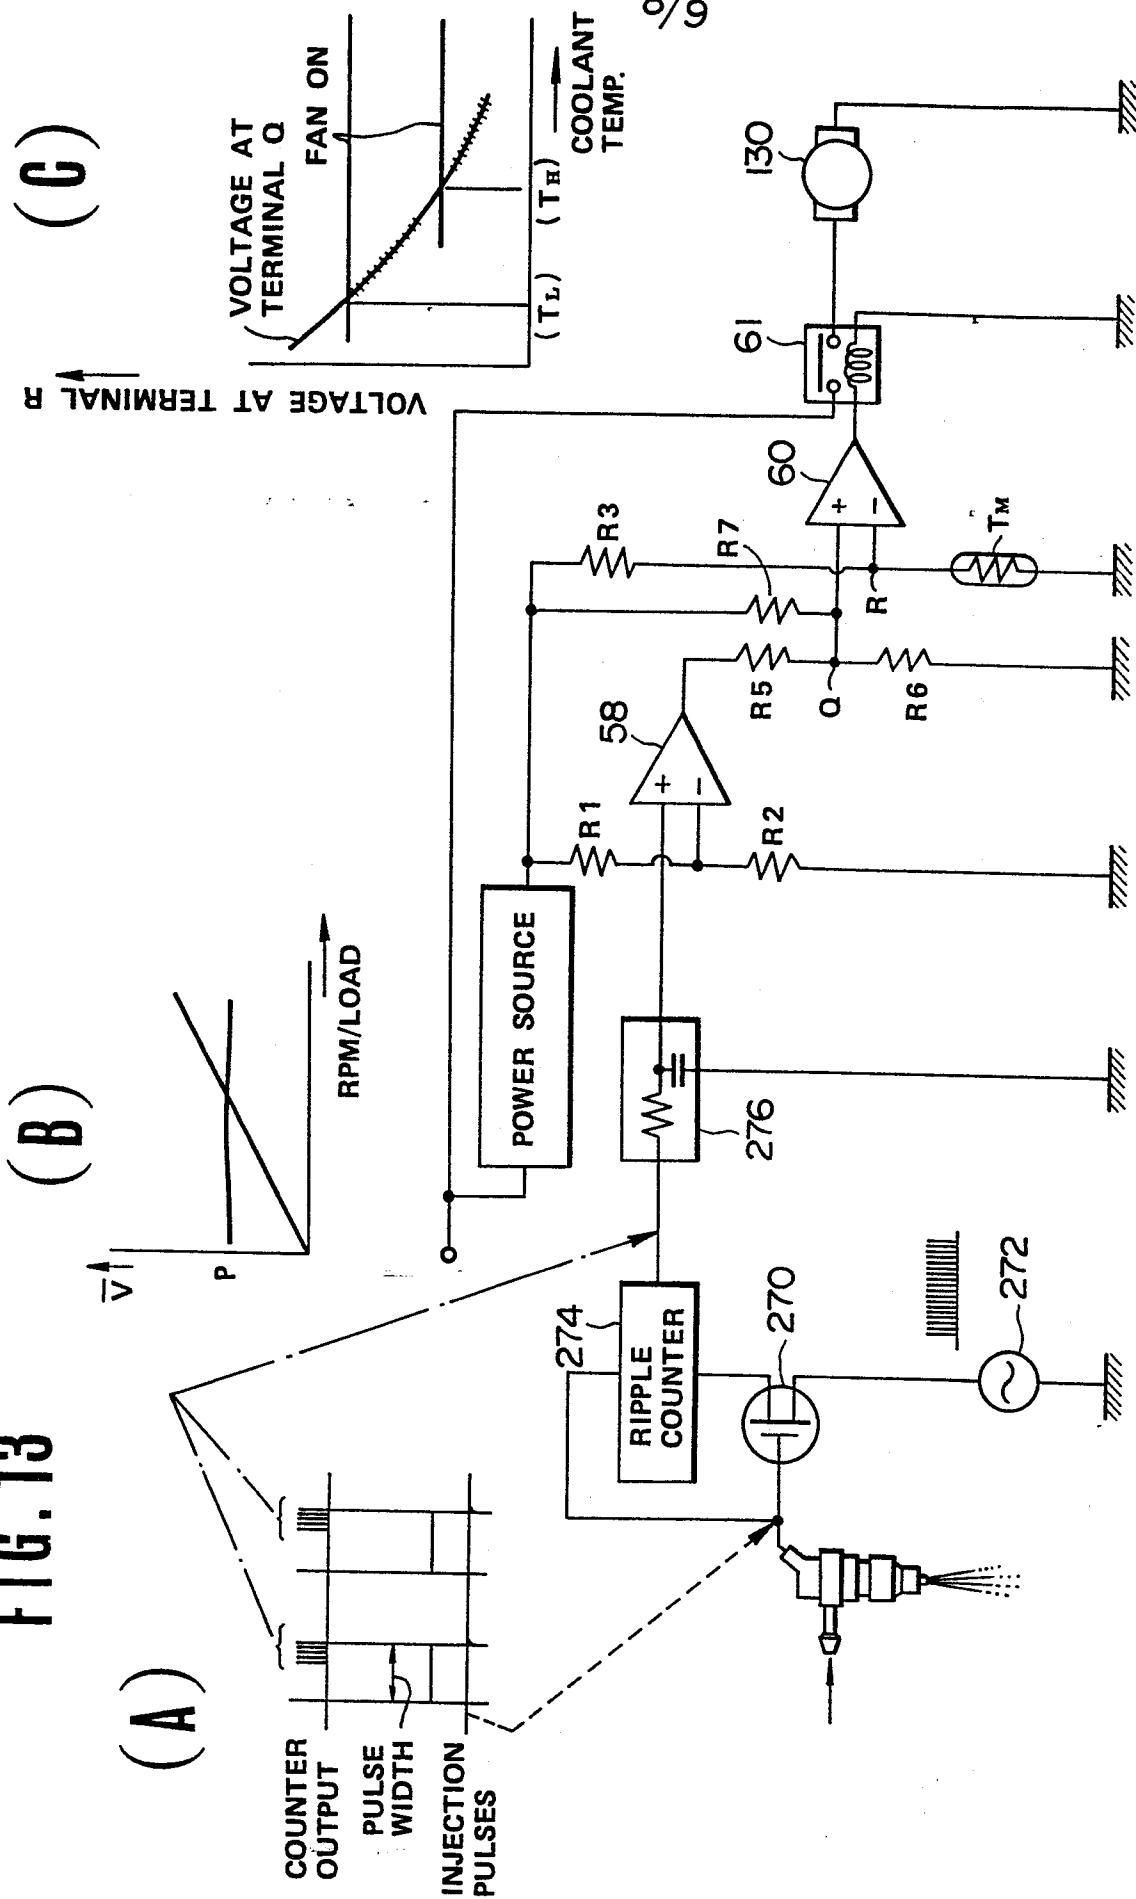 FIG.13
(A)
COUNTER
OUTPUT
PULSE
WIDTH
INJECTION
PULSES
(B)
V
P
RPM/LOAD
(C)
VOLTAGE AT TERMINAL R
VOLTAGE AT
TERMINAL Q
FAN ON
(TL)
(TH)
COOLANT
TEMP.
6/9
POWER SOURCE
274
RIPPLE
COUNTER
270
272
276
R1
R2
58
+
−
R3
R7
R5
Q
R6
R
TM
60
+
−
61
130